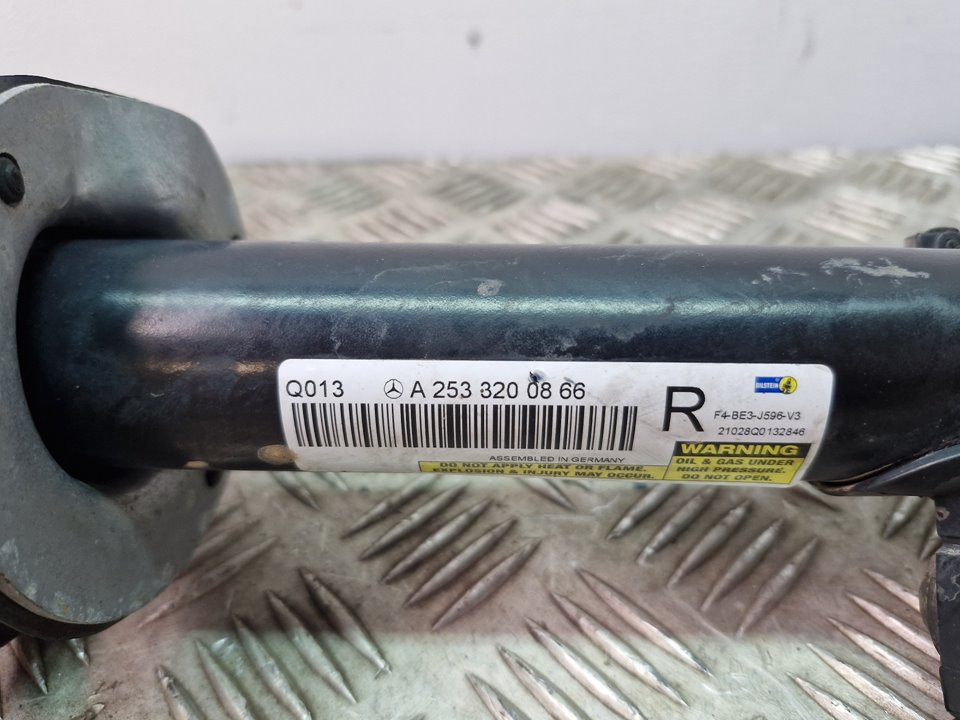 Q013 A 253 320 08 66
R
BILSTEIN
F4-BE3-J596-V3
21028Q0132846
ASSEMBLED IN GERMANY
DO NOT APPLY HEAT OR FLAME.
EXPLOSION & INJURY MAY OCCUR.
WARNING
OIL & GAS UNDER
HIGH PRESSURE.
DO NOT OPEN.